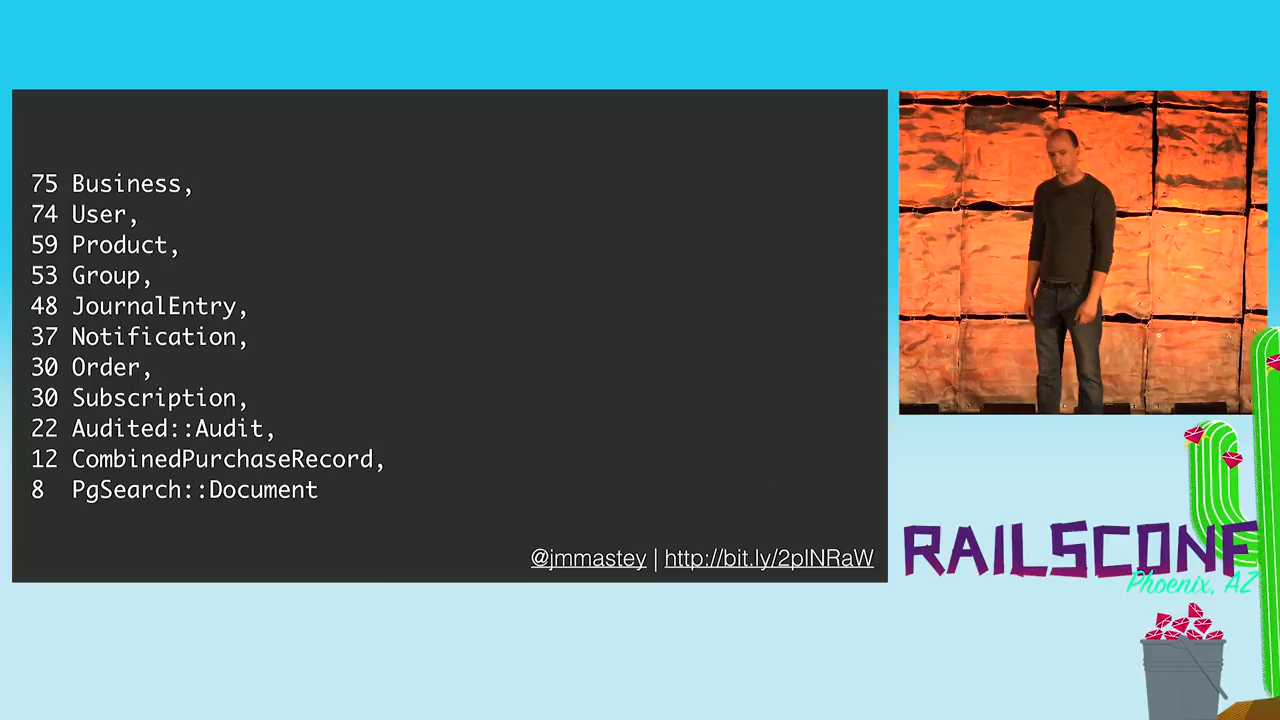 75 Business,
74 User,
59 Product,
53 Group,
48 JournalEntry,
37 Notification,
30 Order,
30 Subscription,
22 Audited::Audit,
12 CombinedPurchaseRecord,
8 PgSearch::Document
@jmmastey | http://bit.ly/2plNRaW
RAILSCONF
Phoenix, AZ